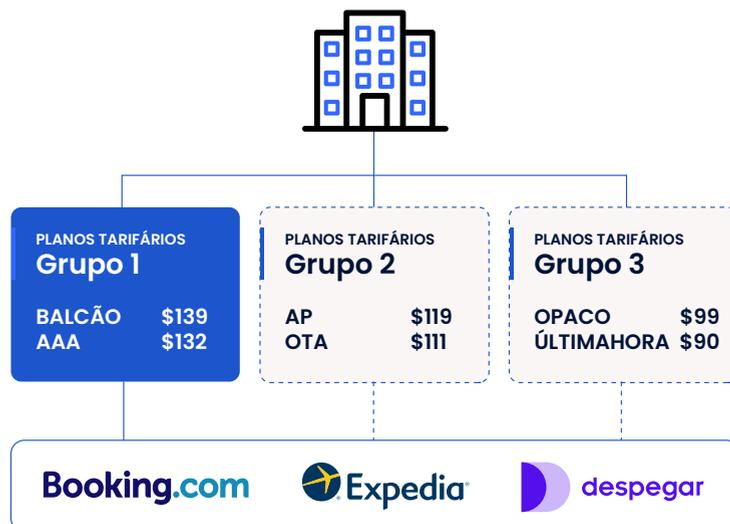 PLANOS TARIFÁRIOS
Grupo 1
BALCÃO $139
AAA $132
PLANOS TARIFÁRIOS
Grupo 2
AP $119
OTA $111
PLANOS TARIFÁRIOS
Grupo 3
OPACO $99
ÚLTIMAHORA $90
Booking.com
Expedia
despegar